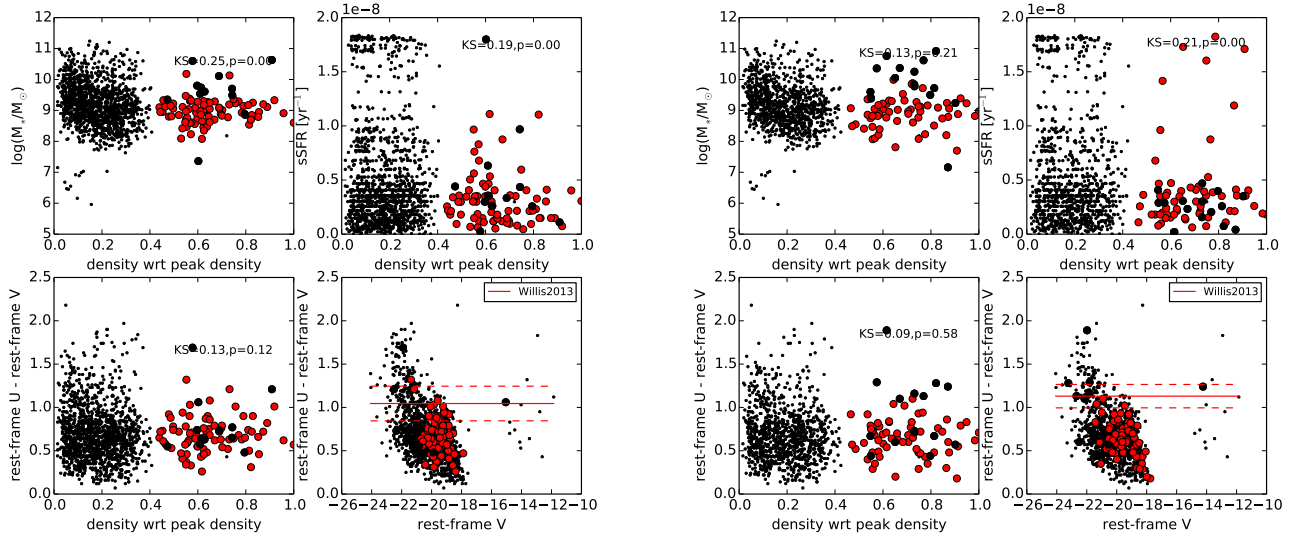 1e−8
1e−8
12
11
10
9
8
7
6
5
log(M*/M⊙)
KS=0.25,p=0.00
0.0 0.2 0.4 0.6 0.8 1.0
density wrt peak density
2.0
1.5
1.0
0.5
0.0
sSFR [yr−1]
KS=0.19,p=0.00
0.0 0.2 0.4 0.6 0.8 1.0
density wrt peak density
12
11
10
9
8
7
6
5
log(M*/M⊙)
KS=0.13,p=0.21
0.0 0.2 0.4 0.6 0.8 1.0
density wrt peak density
2.0
1.5
1.0
0.5
0.0
sSFR [yr−1]
KS=0.21,p=0.00
0.0 0.2 0.4 0.6 0.8 1.0
density wrt peak density
2.5
2.0
1.5
1.0
0.5
0.0
rest-frame U - rest-frame V
KS=0.13,p=0.12
0.0 0.2 0.4 0.6 0.8 1.0
density wrt peak density
2.5
2.0
1.5
1.0
0.5
0.0
rest-frame U - rest-frame V
Willis2013
−26−24−22−20−18−16−14−12−10
rest-frame V
2.5
2.0
1.5
1.0
0.5
0.0
rest-frame U - rest-frame V
KS=0.09,p=0.58
0.0 0.2 0.4 0.6 0.8 1.0
density wrt peak density
2.5
2.0
1.5
1.0
0.5
0.0
rest-frame U - rest-frame V
Willis2013
−26−24−22−20−18−16−14−12−10
rest-frame V